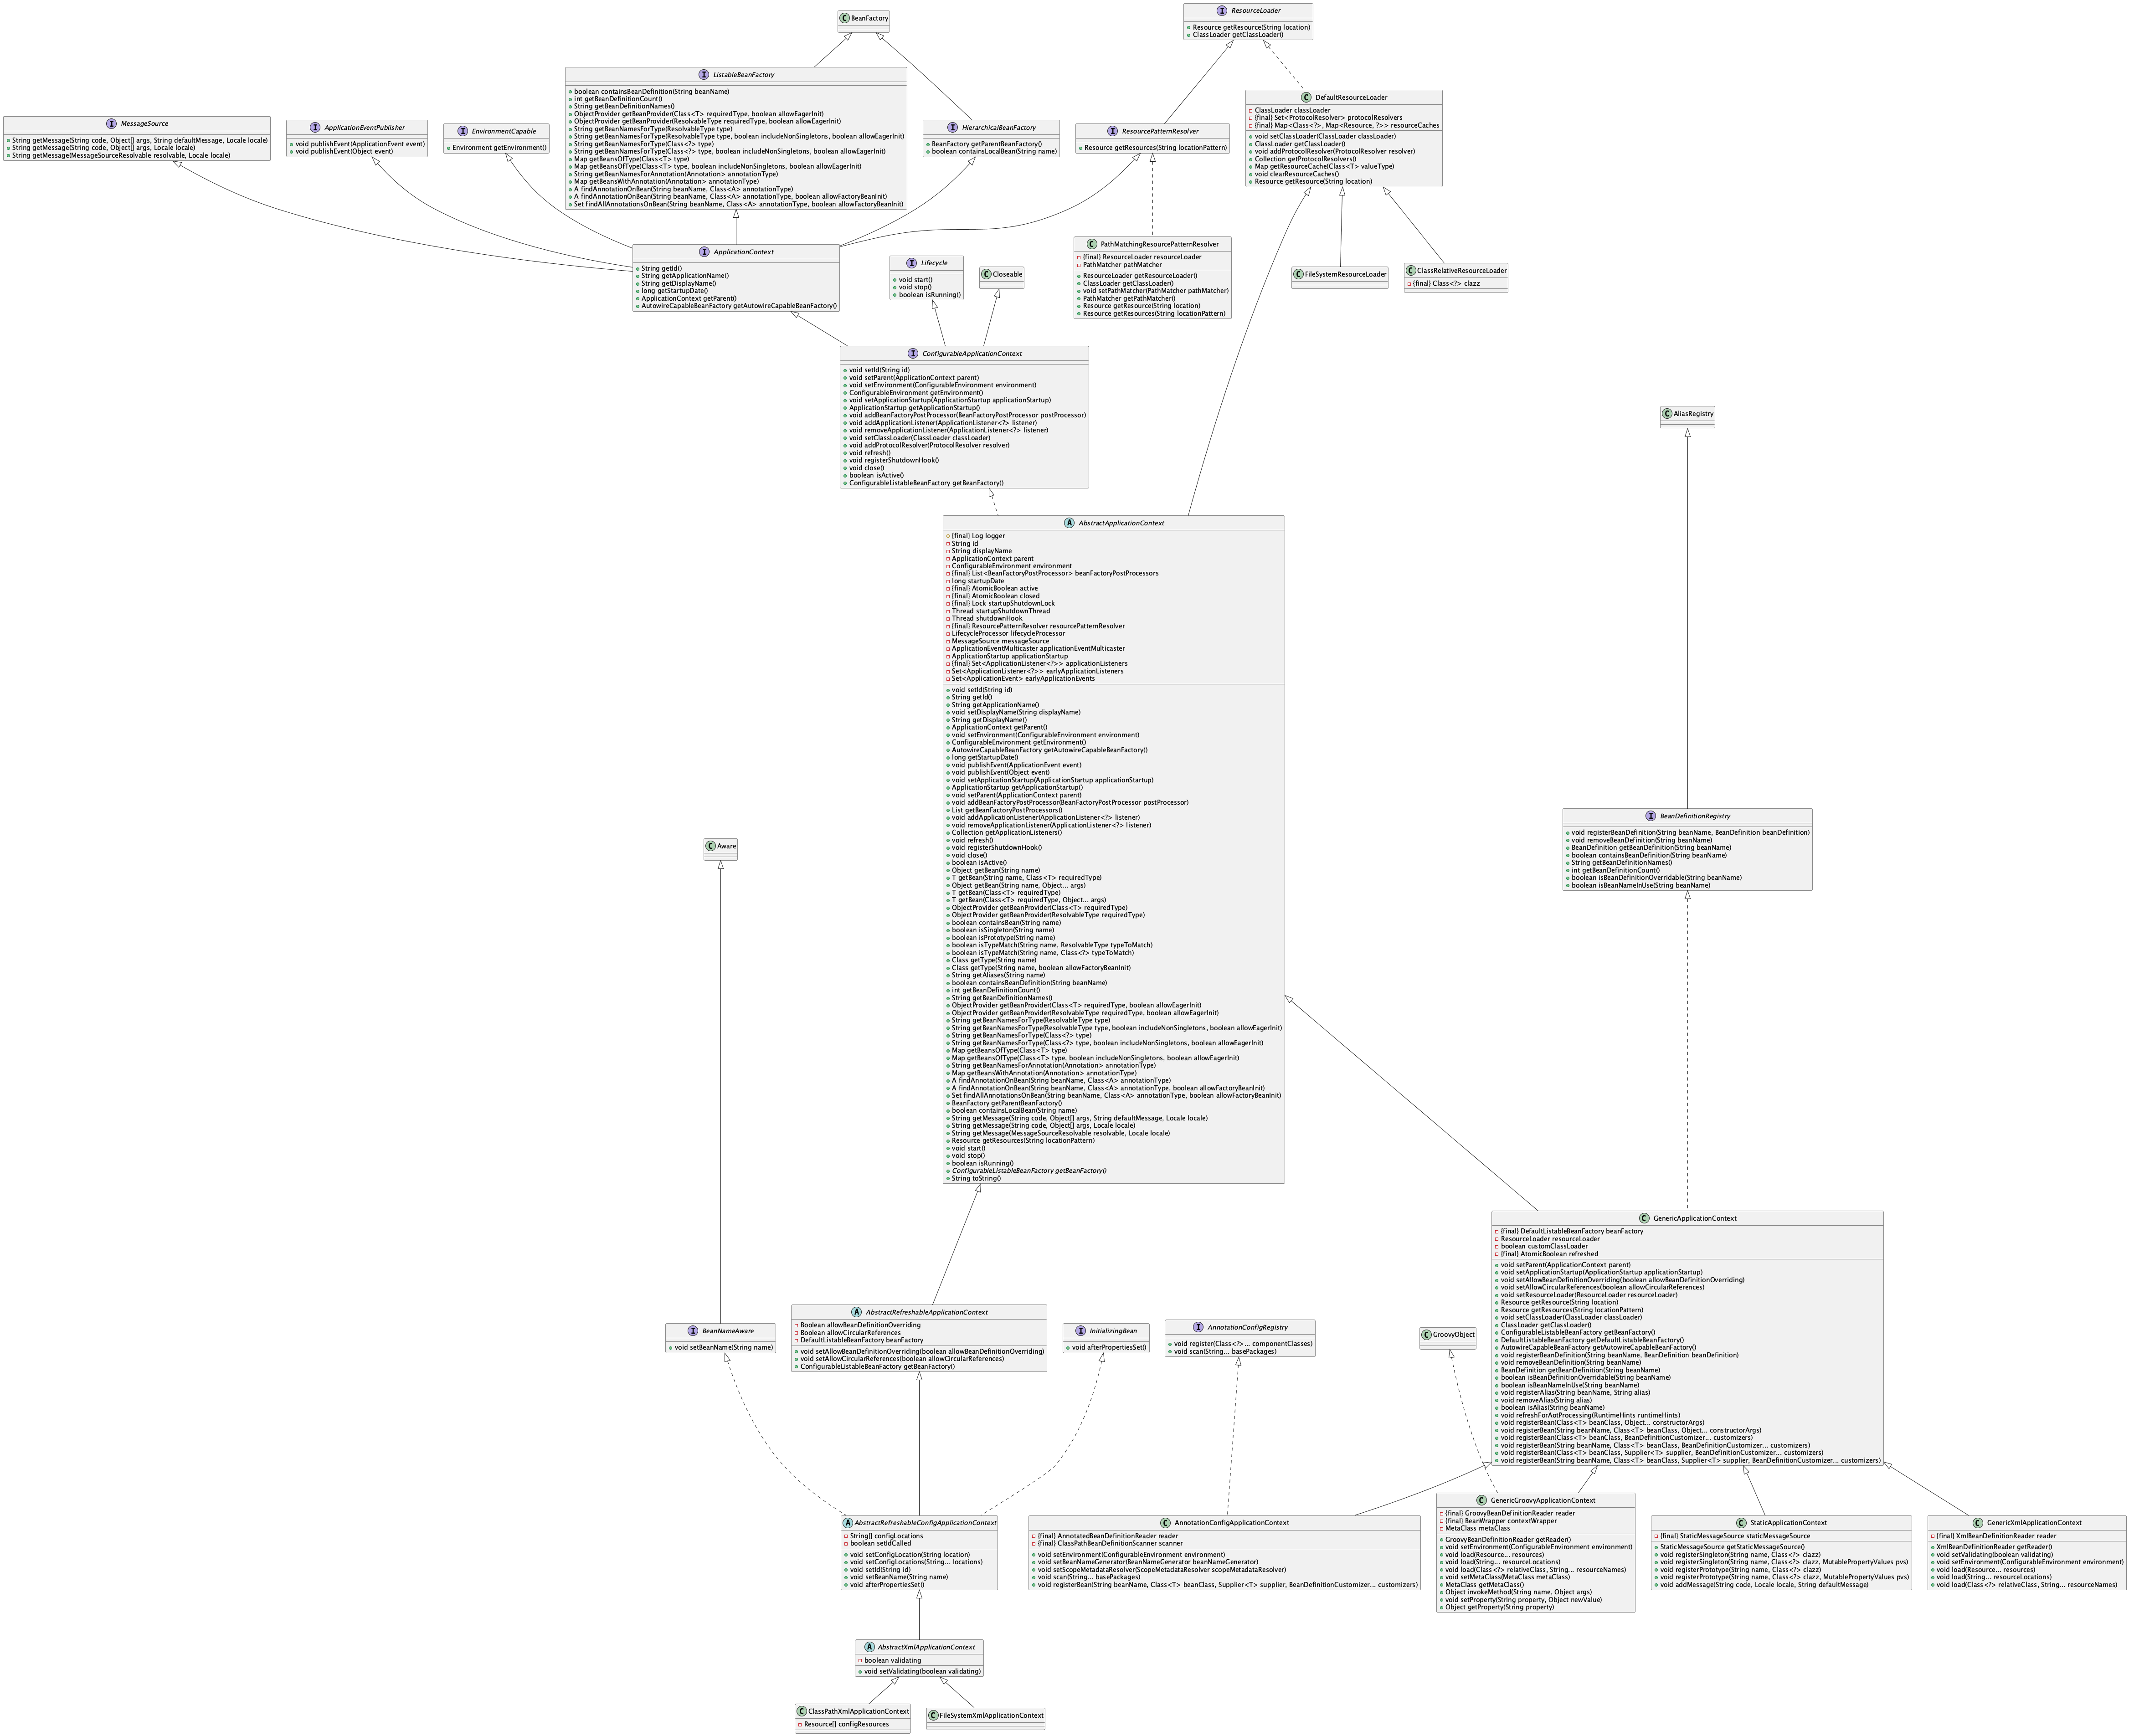 BeanFactory
ResourceLoader
Resource getResource(String location)
ClassLoader getClassLoader()
ListableBeanFactory
boolean containsBeanDefinition(String beanName)
int getBeanDefinitionCount()
String getBeanDefinitionNames()
ObjectProvider getBeanProvider(Class<T> requiredType, boolean allowEagerInit)
ObjectProvider getBeanProvider(ResolvableType requiredType, boolean allowEagerInit)
String getBeanNamesForType(ResolvableType type)
String getBeanNamesForType(ResolvableType type, boolean includeNonSingletons, boolean allowEagerInit)
String getBeanNamesForType(Class<?> type)
String getBeanNamesForType(Class<?> type, boolean includeNonSingletons, boolean allowEagerInit)
Map getBeansOfType(Class<T> type)
Map getBeansOfType(Class<T> type, boolean includeNonSingletons, boolean allowEagerInit)
String getBeanNamesForAnnotation(Annotation> annotationType)
Map getBeansWithAnnotation(Annotation> annotationType)
A findAnnotationOnBean(String beanName, Class<A> annotationType)
A findAnnotationOnBean(String beanName, Class<A> annotationType, boolean allowFactoryBeanInit)
Set findAllAnnotationsOnBean(String beanName, Class<A> annotationType, boolean allowFactoryBeanInit)
DefaultResourceLoader
ClassLoader classLoader
{final} Set<ProtocolResolver> protocolResolvers
{final} Map<Class<?>, Map<Resource, ?>> resourceCaches
void setClassLoader(ClassLoader classLoader)
ClassLoader getClassLoader()
void addProtocolResolver(ProtocolResolver resolver)
Collection getProtocolResolvers()
Map getResourceCache(Class<T> valueType)
void clearResourceCaches()
Resource getResource(String location)
MessageSource
String getMessage(String code, Object[] args, String defaultMessage, Locale locale)
String getMessage(String code, Object[] args, Locale locale)
String getMessage(MessageSourceResolvable resolvable, Locale locale)
ApplicationEventPublisher
void publishEvent(ApplicationEvent event)
void publishEvent(Object event)
EnvironmentCapable
Environment getEnvironment()
HierarchicalBeanFactory
BeanFactory getParentBeanFactory()
boolean containsLocalBean(String name)
ResourcePatternResolver
Resource getResources(String locationPattern)
ApplicationContext
String getId()
String getApplicationName()
String getDisplayName()
long getStartupDate()
ApplicationContext getParent()
AutowireCapableBeanFactory getAutowireCapableBeanFactory()
Lifecycle
void start()
void stop()
boolean isRunning()
Closeable
PathMatchingResourcePatternResolver
{final} ResourceLoader resourceLoader
PathMatcher pathMatcher
ResourceLoader getResourceLoader()
ClassLoader getClassLoader()
void setPathMatcher(PathMatcher pathMatcher)
PathMatcher getPathMatcher()
Resource getResource(String location)
Resource getResources(String locationPattern)
FileSystemResourceLoader
ClassRelativeResourceLoader
{final} Class<?> clazz
ConfigurableApplicationContext
void setId(String id)
void setParent(ApplicationContext parent)
void setEnvironment(ConfigurableEnvironment environment)
ConfigurableEnvironment getEnvironment()
void setApplicationStartup(ApplicationStartup applicationStartup)
ApplicationStartup getApplicationStartup()
void addBeanFactoryPostProcessor(BeanFactoryPostProcessor postProcessor)
void addApplicationListener(ApplicationListener<?> listener)
void removeApplicationListener(ApplicationListener<?> listener)
void setClassLoader(ClassLoader classLoader)
void addProtocolResolver(ProtocolResolver resolver)
void refresh()
void registerShutdownHook()
void close()
boolean isActive()
ConfigurableListableBeanFactory getBeanFactory()
AliasRegistry
AbstractApplicationContext
{final} Log logger
String id
String displayName
ApplicationContext parent
ConfigurableEnvironment environment
{final} List<BeanFactoryPostProcessor> beanFactoryPostProcessors
long startupDate
{final} AtomicBoolean active
{final} AtomicBoolean closed
{final} Lock startupShutdownLock
Thread startupShutdownThread
Thread shutdownHook
{final} ResourcePatternResolver resourcePatternResolver
LifecycleProcessor lifecycleProcessor
MessageSource messageSource
ApplicationEventMulticaster applicationEventMulticaster
ApplicationStartup applicationStartup
{final} Set<ApplicationListener<?>> applicationListeners
Set<ApplicationListener<?>> earlyApplicationListeners
Set<ApplicationEvent> earlyApplicationEvents
void setId(String id)
String getId()
String getApplicationName()
void setDisplayName(String displayName)
String getDisplayName()
ApplicationContext getParent()
void setEnvironment(ConfigurableEnvironment environment)
ConfigurableEnvironment getEnvironment()
AutowireCapableBeanFactory getAutowireCapableBeanFactory()
long getStartupDate()
void publishEvent(ApplicationEvent event)
void publishEvent(Object event)
void setApplicationStartup(ApplicationStartup applicationStartup)
ApplicationStartup getApplicationStartup()
void setParent(ApplicationContext parent)
void addBeanFactoryPostProcessor(BeanFactoryPostProcessor postProcessor)
List getBeanFactoryPostProcessors()
void addApplicationListener(ApplicationListener<?> listener)
void removeApplicationListener(ApplicationListener<?> listener)
Collection getApplicationListeners()
void refresh()
void registerShutdownHook()
void close()
boolean isActive()
Object getBean(String name)
T getBean(String name, Class<T> requiredType)
Object getBean(String name, Object... args)
T getBean(Class<T> requiredType)
T getBean(Class<T> requiredType, Object... args)
ObjectProvider getBeanProvider(Class<T> requiredType)
ObjectProvider getBeanProvider(ResolvableType requiredType)
boolean containsBean(String name)
boolean isSingleton(String name)
boolean isPrototype(String name)
boolean isTypeMatch(String name, ResolvableType typeToMatch)
boolean isTypeMatch(String name, Class<?> typeToMatch)
Class getType(String name)
Class getType(String name, boolean allowFactoryBeanInit)
String getAliases(String name)
boolean containsBeanDefinition(String beanName)
int getBeanDefinitionCount()
String getBeanDefinitionNames()
ObjectProvider getBeanProvider(Class<T> requiredType, boolean allowEagerInit)
ObjectProvider getBeanProvider(ResolvableType requiredType, boolean allowEagerInit)
String getBeanNamesForType(ResolvableType type)
String getBeanNamesForType(ResolvableType type, boolean includeNonSingletons, boolean allowEagerInit)
String getBeanNamesForType(Class<?> type)
String getBeanNamesForType(Class<?> type, boolean includeNonSingletons, boolean allowEagerInit)
Map getBeansOfType(Class<T> type)
Map getBeansOfType(Class<T> type, boolean includeNonSingletons, boolean allowEagerInit)
String getBeanNamesForAnnotation(Annotation> annotationType)
Map getBeansWithAnnotation(Annotation> annotationType)
A findAnnotationOnBean(String beanName, Class<A> annotationType)
A findAnnotationOnBean(String beanName, Class<A> annotationType, boolean allowFactoryBeanInit)
Set findAllAnnotationsOnBean(String beanName, Class<A> annotationType, boolean allowFactoryBeanInit)
BeanFactory getParentBeanFactory()
boolean containsLocalBean(String name)
String getMessage(String code, Object[] args, String defaultMessage, Locale locale)
String getMessage(String code, Object[] args, Locale locale)
String getMessage(MessageSourceResolvable resolvable, Locale locale)
Resource getResources(String locationPattern)
void start()
void stop()
boolean isRunning()
ConfigurableListableBeanFactory getBeanFactory()
String toString()
Aware
BeanDefinitionRegistry
void registerBeanDefinition(String beanName, BeanDefinition beanDefinition)
void removeBeanDefinition(String beanName)
BeanDefinition getBeanDefinition(String beanName)
boolean containsBeanDefinition(String beanName)
String getBeanDefinitionNames()
int getBeanDefinitionCount()
boolean isBeanDefinitionOverridable(String beanName)
boolean isBeanNameInUse(String beanName)
GenericApplicationContext
{final} DefaultListableBeanFactory beanFactory
ResourceLoader resourceLoader
boolean customClassLoader
{final} AtomicBoolean refreshed
void setParent(ApplicationContext parent)
void setApplicationStartup(ApplicationStartup applicationStartup)
void setAllowBeanDefinitionOverriding(boolean allowBeanDefinitionOverriding)
void setAllowCircularReferences(boolean allowCircularReferences)
void setResourceLoader(ResourceLoader resourceLoader)
Resource getResource(String location)
Resource getResources(String locationPattern)
void setClassLoader(ClassLoader classLoader)
ClassLoader getClassLoader()
ConfigurableListableBeanFactory getBeanFactory()
DefaultListableBeanFactory getDefaultListableBeanFactory()
AutowireCapableBeanFactory getAutowireCapableBeanFactory()
void registerBeanDefinition(String beanName, BeanDefinition beanDefinition)
void removeBeanDefinition(String beanName)
BeanDefinition getBeanDefinition(String beanName)
boolean isBeanDefinitionOverridable(String beanName)
boolean isBeanNameInUse(String beanName)
void registerAlias(String beanName, String alias)
void removeAlias(String alias)
boolean isAlias(String beanName)
void refreshForAotProcessing(RuntimeHints runtimeHints)
void registerBean(Class<T> beanClass, Object... constructorArgs)
void registerBean(String beanName, Class<T> beanClass, Object... constructorArgs)
void registerBean(Class<T> beanClass, BeanDefinitionCustomizer... customizers)
void registerBean(String beanName, Class<T> beanClass, BeanDefinitionCustomizer... customizers)
void registerBean(Class<T> beanClass, Supplier<T> supplier, BeanDefinitionCustomizer... customizers)
void registerBean(String beanName, Class<T> beanClass, Supplier<T> supplier, BeanDefinitionCustomizer... customizers)
BeanNameAware
void setBeanName(String name)
AbstractRefreshableApplicationContext
Boolean allowBeanDefinitionOverriding
Boolean allowCircularReferences
DefaultListableBeanFactory beanFactory
void setAllowBeanDefinitionOverriding(boolean allowBeanDefinitionOverriding)
void setAllowCircularReferences(boolean allowCircularReferences)
ConfigurableListableBeanFactory getBeanFactory()
InitializingBean
void afterPropertiesSet()
AnnotationConfigRegistry
void register(Class<?>... componentClasses)
void scan(String... basePackages)
GroovyObject
AbstractRefreshableConfigApplicationContext
String[] configLocations
boolean setIdCalled
void setConfigLocation(String location)
void setConfigLocations(String... locations)
void setId(String id)
void setBeanName(String name)
void afterPropertiesSet()
AnnotationConfigApplicationContext
{final} AnnotatedBeanDefinitionReader reader
{final} ClassPathBeanDefinitionScanner scanner
void setEnvironment(ConfigurableEnvironment environment)
void setBeanNameGenerator(BeanNameGenerator beanNameGenerator)
void setScopeMetadataResolver(ScopeMetadataResolver scopeMetadataResolver)
void scan(String... basePackages)
void registerBean(String beanName, Class<T> beanClass, Supplier<T> supplier, BeanDefinitionCustomizer... customizers)
GenericGroovyApplicationContext
{final} GroovyBeanDefinitionReader reader
{final} BeanWrapper contextWrapper
MetaClass metaClass
GroovyBeanDefinitionReader getReader()
void setEnvironment(ConfigurableEnvironment environment)
void load(Resource... resources)
void load(String... resourceLocations)
void load(Class<?> relativeClass, String... resourceNames)
void setMetaClass(MetaClass metaClass)
MetaClass getMetaClass()
Object invokeMethod(String name, Object args)
void setProperty(String property, Object newValue)
Object getProperty(String property)
StaticApplicationContext
{final} StaticMessageSource staticMessageSource
StaticMessageSource getStaticMessageSource()
void registerSingleton(String name, Class<?> clazz)
void registerSingleton(String name, Class<?> clazz, MutablePropertyValues pvs)
void registerPrototype(String name, Class<?> clazz)
void registerPrototype(String name, Class<?> clazz, MutablePropertyValues pvs)
void addMessage(String code, Locale locale, String defaultMessage)
GenericXmlApplicationContext
{final} XmlBeanDefinitionReader reader
XmlBeanDefinitionReader getReader()
void setValidating(boolean validating)
void setEnvironment(ConfigurableEnvironment environment)
void load(Resource... resources)
void load(String... resourceLocations)
void load(Class<?> relativeClass, String... resourceNames)
AbstractXmlApplicationContext
boolean validating
void setValidating(boolean validating)
ClassPathXmlApplicationContext
Resource[] configResources
FileSystemXmlApplicationContext